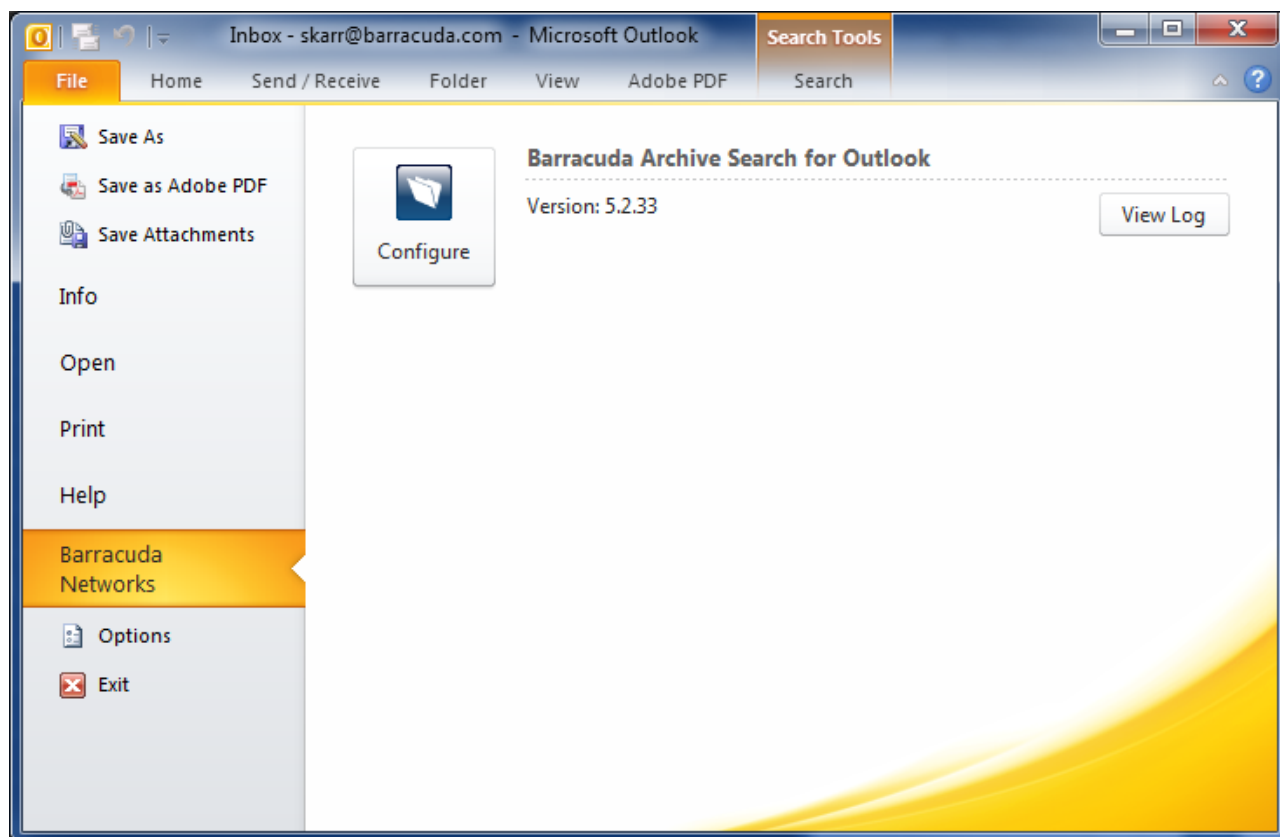 Inbox - skarr@barracuda.com - Microsoft Outlook
Search Tools
File Home Send / Receive Folder View Adobe PDF Search
Save As
Save as Adobe PDF
Save Attachments
Info
Open
Print
Help
Barracuda
Networks
Options
Exit
Configure
Barracuda Archive Search for Outlook
Version: 5.2.33
View Log